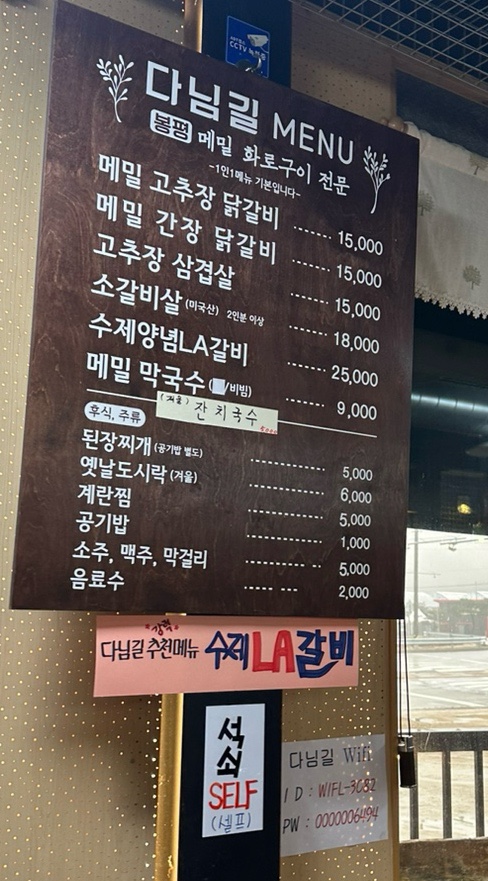 CCTV 녹화중
다님길 MENU
봉평 메밀 화로구이 전문
~1인1메뉴 기본입니다~
메밀 고추장 닭갈비 ...... 15,000
메밀 간장 닭갈비 ...... 15,000
고추장 삼겹살 ...... 15,000
소갈비살 (미국산) 2인분 이상 ...... 18,000
수제양념LA갈비 ...... 25,000
메밀 막국수 ( /비빔) ...... 9,000
(겨울) 잔치국수 5000
후식, 주류
된장찌개 (공기밥 별도) ...... 5,000
옛날도시락 (겨울) ...... 6,000
계란찜 ...... 5,000
공기밥 ...... 1,000
소주, 맥주, 막걸리 ...... 5,000
음료수 ...... 2,000
강력
다님길 추천메뉴 수제LA갈비
석쇠
SELF
(셀프)
다님길 Wifi
ID : WIFL-3C82
PW : 0000006494